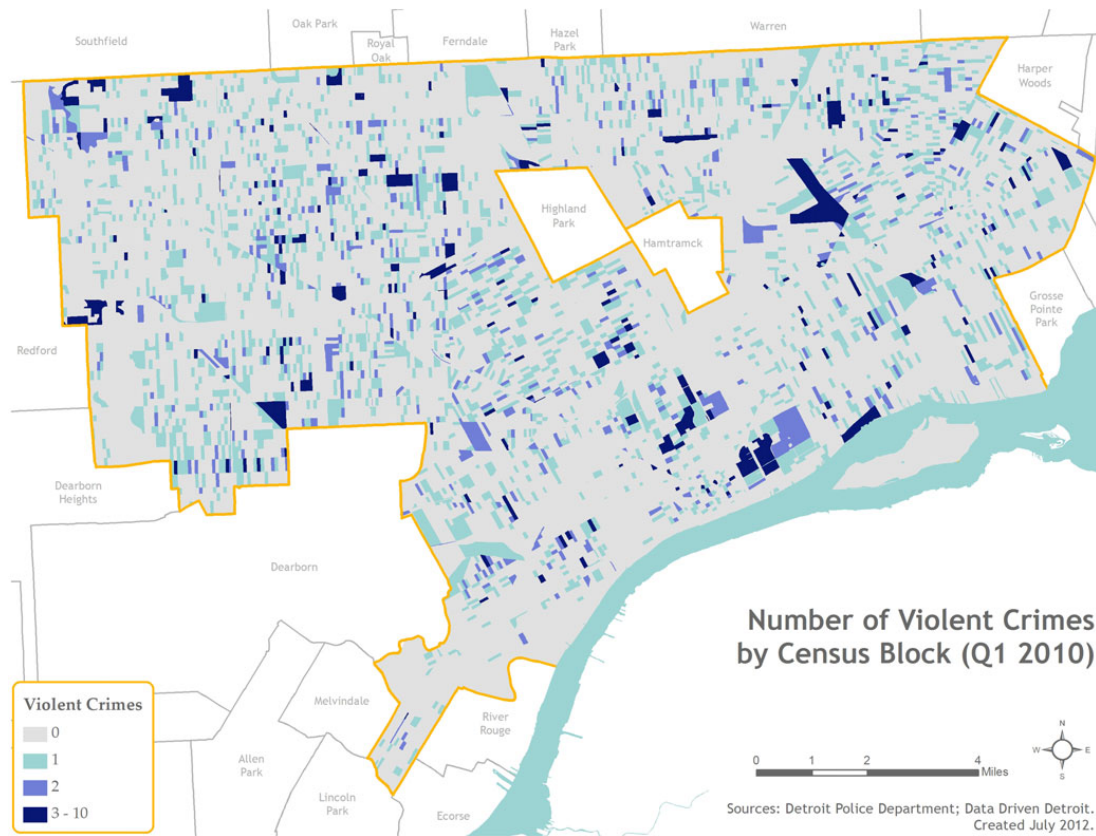 Oak Park
Southfield
Royal
Oak
Ferndale
Hazel
Park
Warren
Harper
Woods
Highland
Park
Hamtramck
Grosse
Pointe
Park
Redford
Dearborn
Heights
Dearborn
Number of Violent Crimes
by Census Block (Q1 2010)
Melvindale
River
Rouge
Allen
Park
Lincoln
Park
Ecorse
Violent Crimes
0
1
2
3 - 10
N
W E
S
0 1 2 4
Miles
Sources: Detroit Police Department; Data Driven Detroit.
Created July 2012.